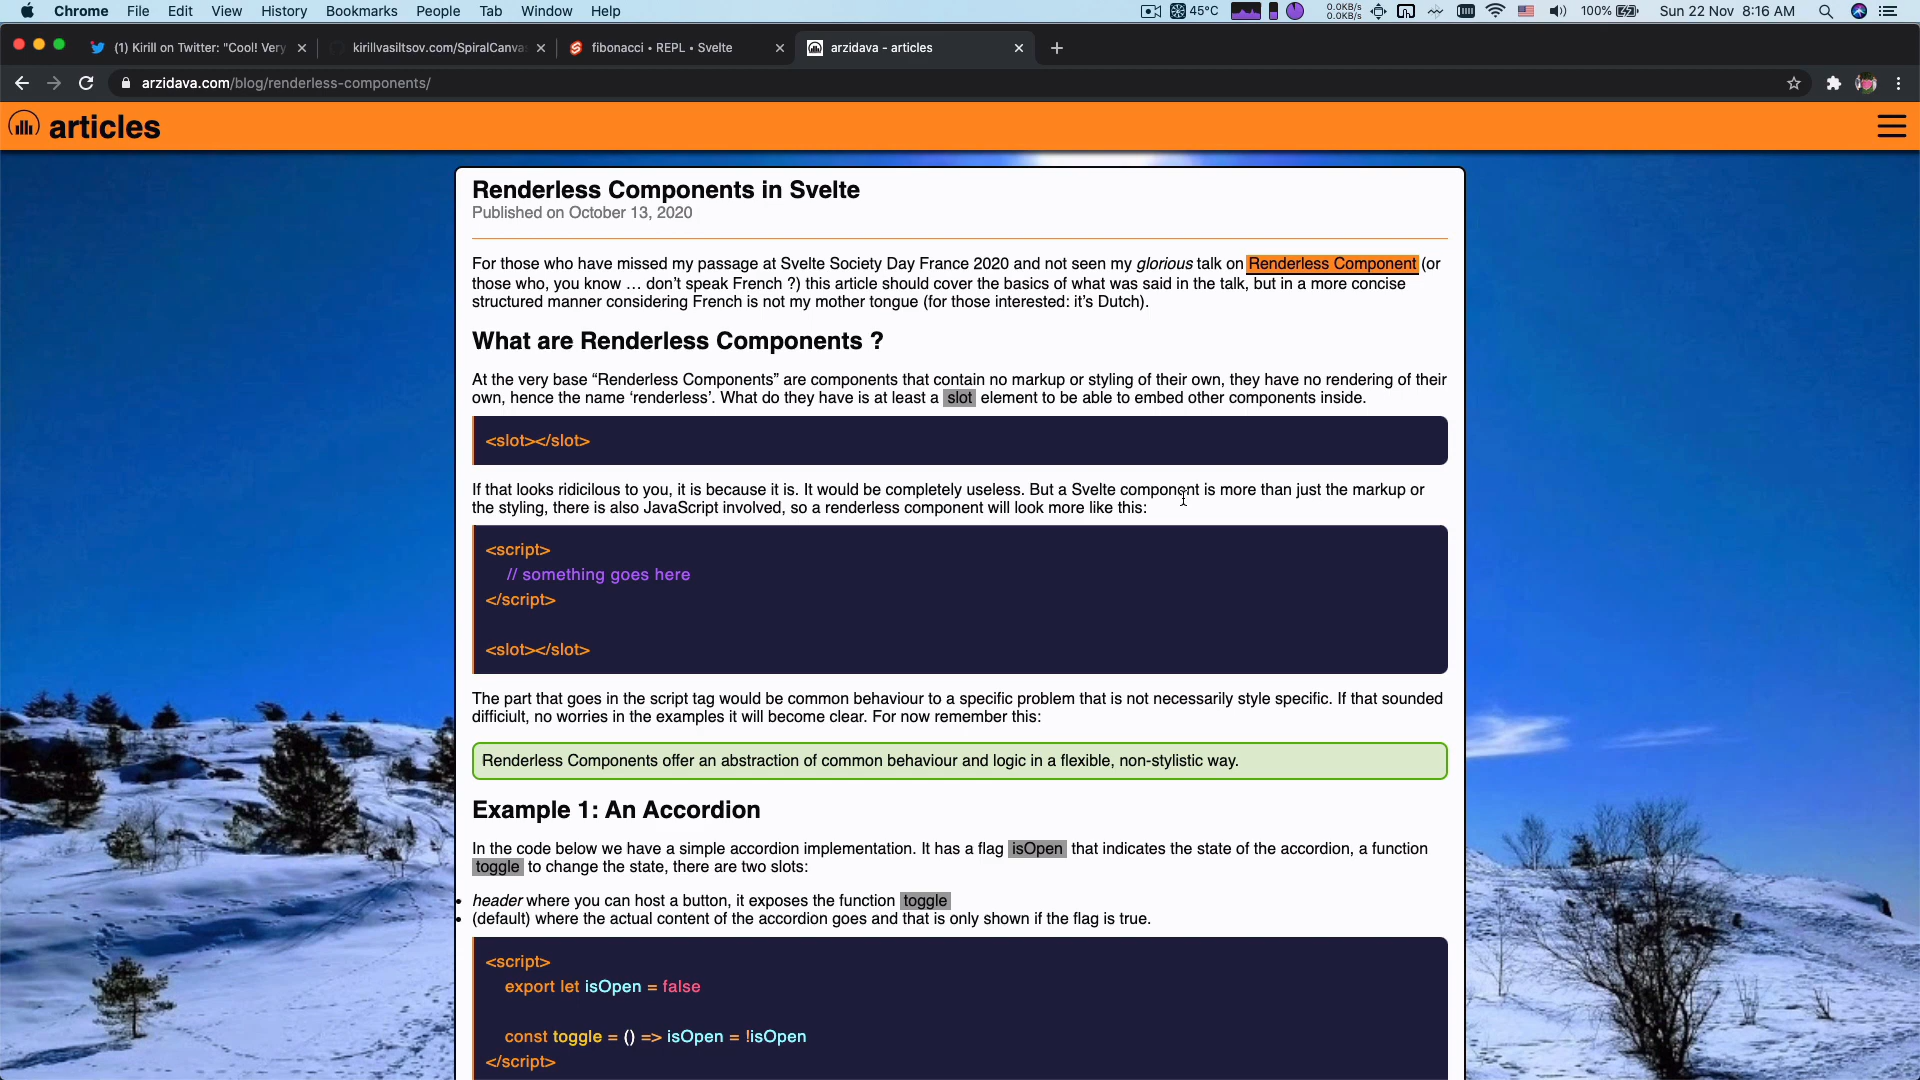 Chrome File Edit View History Bookmarks People Tab Window Help
45°C
0.0KB/s
0.0KB/s
100%
Sun 22 Nov 8:16 AM
(1) Kirill on Twitter: "Cool! Very
kirillvasiltsov.com/SpiralCanva
fibonacci • REPL • Svelte
arzidava - articles
arzidava.com/blog/renderless-components/
articles
Renderless Components in Svelte
Published on October 13, 2020
For those who have missed my passage at Svelte Society Day France 2020 and not seen my glorious talk on Renderless Component (or
those who, you know … don’t speak French ?) this article should cover the basics of what was said in the talk, but in a more concise
structured manner considering French is not my mother tongue (for those interested: it’s Dutch).
What are Renderless Components ?
At the very base “Renderless Components” are components that contain no markup or styling of their own, they have no rendering of their
own, hence the name ‘renderless’. What do they have is at least a slot element to be able to embed other components inside.
<slot></slot>
If that looks ridicilous to you, it is because it is. It would be completely useless. But a Svelte component is more than just the markup or
the styling, there is also JavaScript involved, so a renderless component will look more like this:
<script>
// something goes here
</script>
<slot></slot>
The part that goes in the script tag would be common behaviour to a specific problem that is not necessarily style specific. If that sounded
difficiult, no worries in the examples it will become clear. For now remember this:
Renderless Components offer an abstraction of common behaviour and logic in a flexible, non-stylistic way.
Example 1: An Accordion
In the code below we have a simple accordion implementation. It has a flag isOpen that indicates the state of the accordion, a function
toggle to change the state, there are two slots:
• header where you can host a button, it exposes the function toggle
• (default) where the actual content of the accordion goes and that is only shown if the flag is true.
<script>
export let isOpen = false
const toggle = () => isOpen = !isOpen
</script>